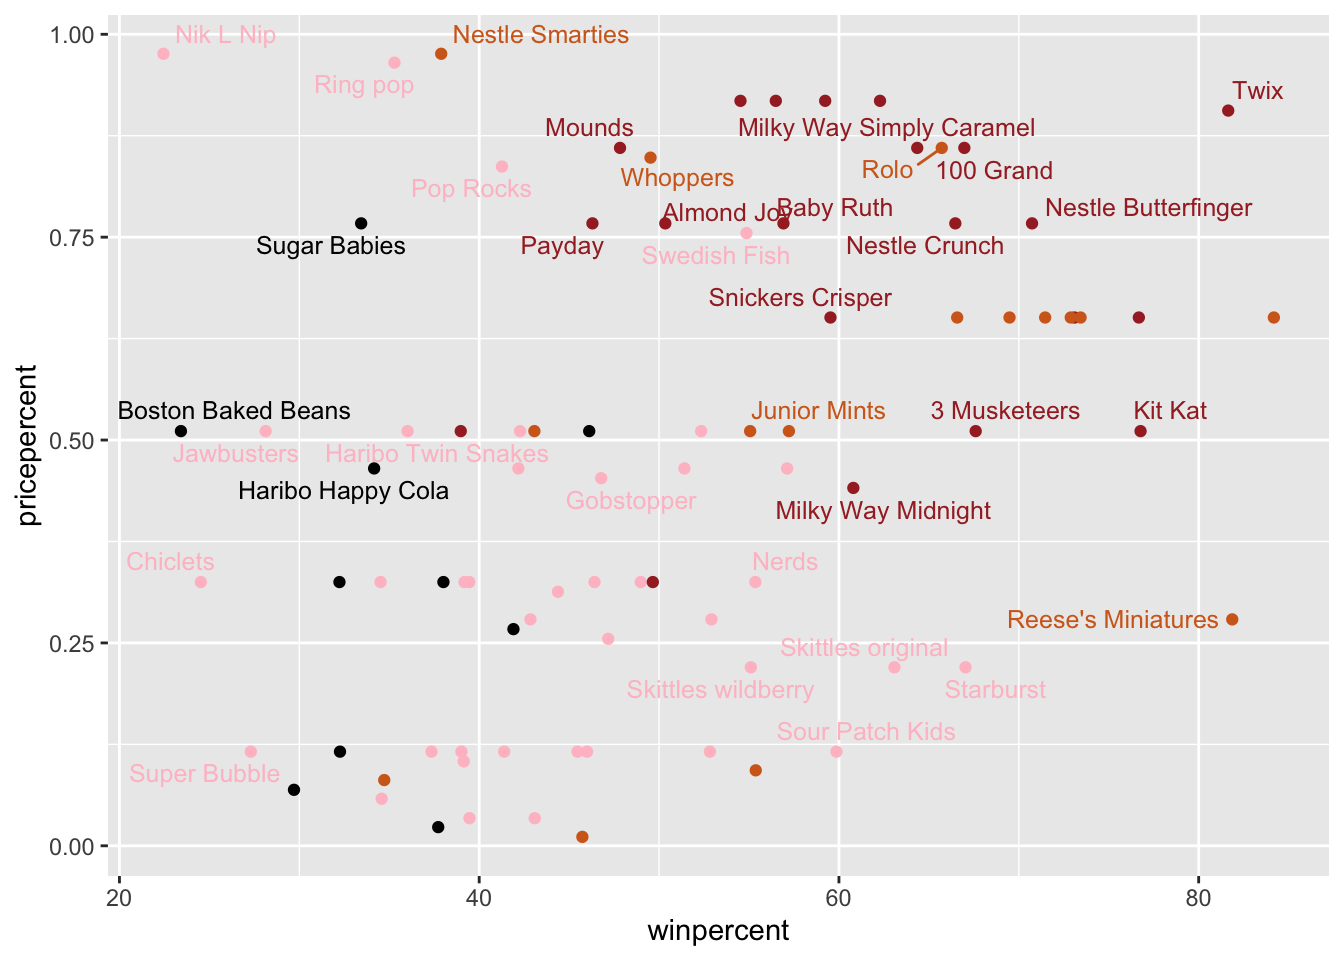 1.00
Nik L Nip
Nestle Smarties
Ring pop
Twix
Mounds
Milky Way Simply Caramel
Rolo
100 Grand
Whoppers
Pop Rocks
Almond Joy
Baby Ruth
Nestle Butterfinger
0.75
Sugar Babies
Payday
Nestle Crunch
Swedish Fish
Snickers Crisper
Boston Baked Beans
Junior Mints
3 Musketeers
Kit Kat
0.50
Jawbusters
Haribo Twin Snakes
Haribo Happy Cola
Gobstopper
Milky Way Midnight
Chiclets
Nerds
Reese's Miniatures
0.25
Skittles original
Skittles wildberry
Starburst
Sour Patch Kids
Super Bubble
0.00
20
40
60
80
winpercent
pricepercent